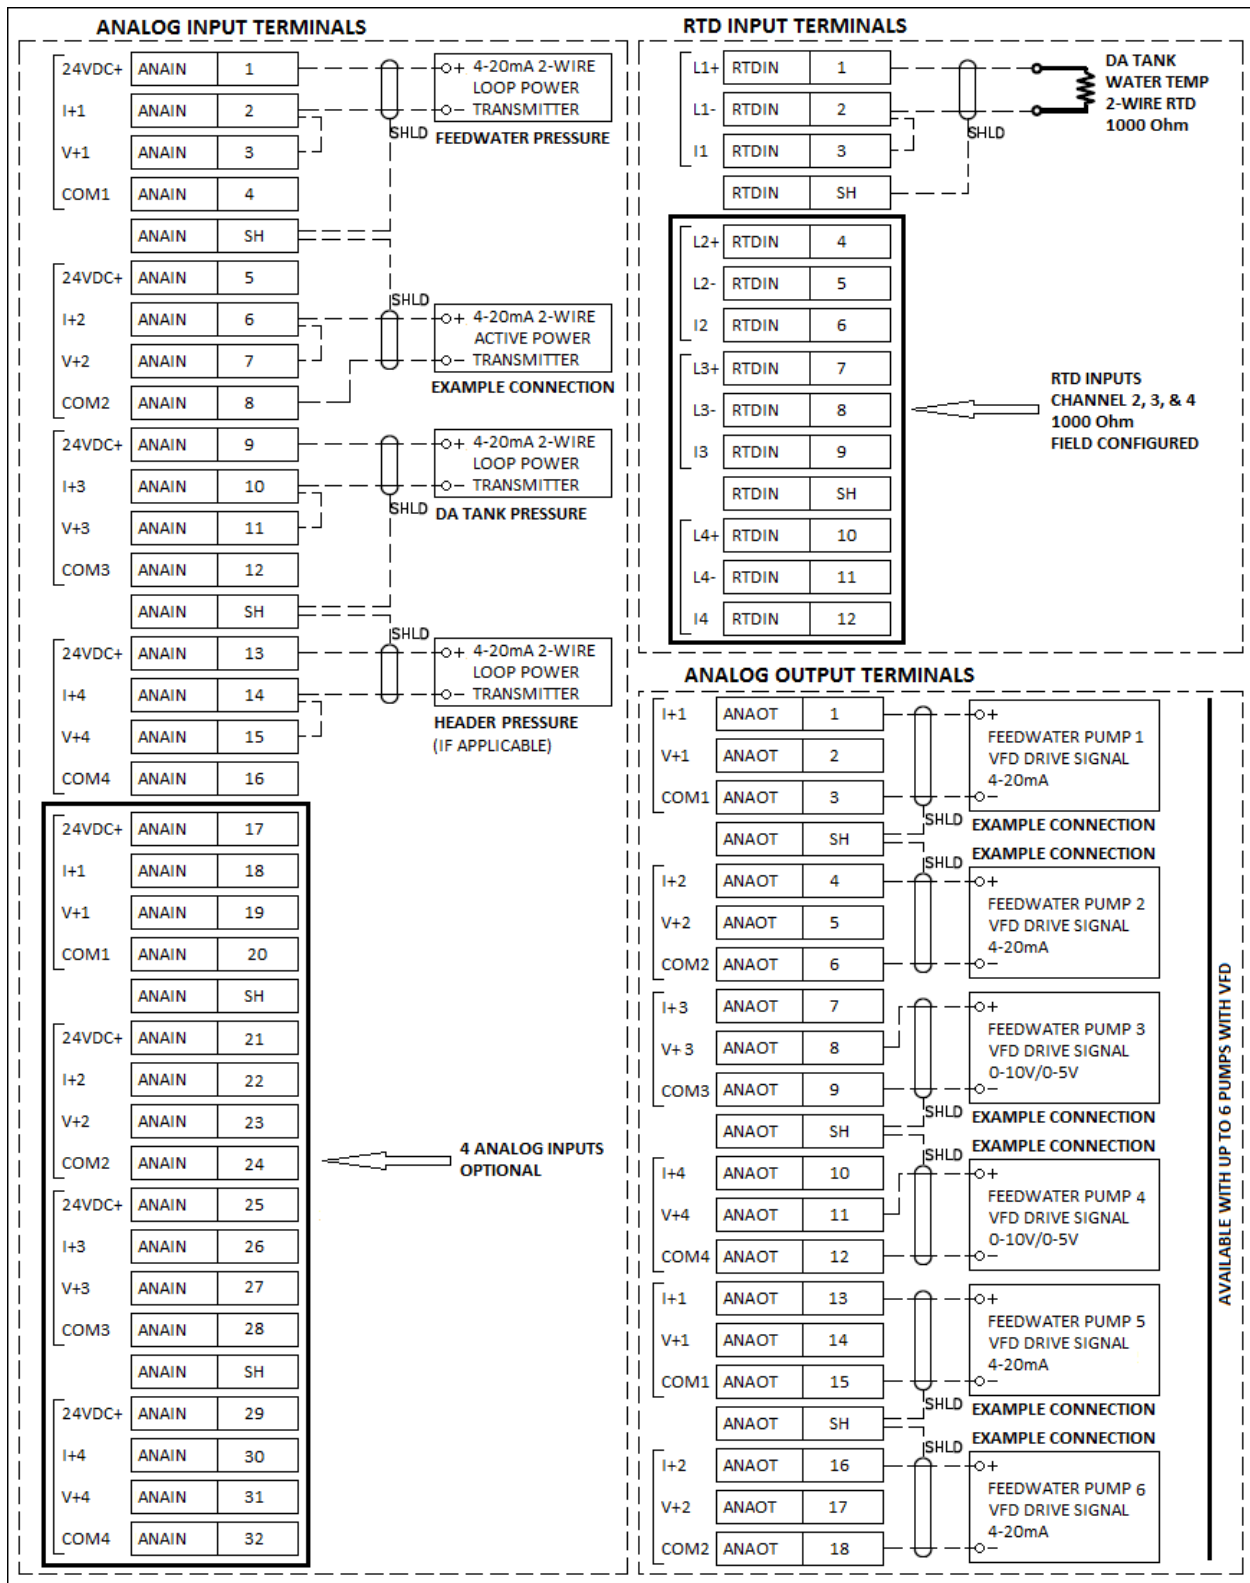 ANALOG INPUT TERMINALS
24VDC+ ANAIN 1
I+1 ANAIN 2
V+1 ANAIN 3
COM1 ANAIN 4
ANAIN SH
24VDC+ ANAIN 5
I+2 ANAIN 6
V+2 ANAIN 7
COM2 ANAIN 8
24VDC+ ANAIN 9
I+3 ANAIN 10
V+3 ANAIN 11
COM3 ANAIN 12
ANAIN SH
24VDC+ ANAIN 13
I+4 ANAIN 14
V+4 ANAIN 15
COM4 ANAIN 16
24VDC+ ANAIN 17
I+1 ANAIN 18
V+1 ANAIN 19
COM1 ANAIN 20
ANAIN SH
24VDC+ ANAIN 21
I+2 ANAIN 22
V+2 ANAIN 23
COM2 ANAIN 24
24VDC+ ANAIN 25
I+3 ANAIN 26
V+3 ANAIN 27
COM3 ANAIN 28
ANAIN SH
24VDC+ ANAIN 29
I+4 ANAIN 30
V+4 ANAIN 31
COM4 ANAIN 32
+ 4-20mA 2-WIRE
LOOP POWER
- TRANSMITTER
SHLD
FEEDWATER PRESSURE
SHLD
+ 4-20mA 2-WIRE
ACTIVE POWER
- TRANSMITTER
EXAMPLE CONNECTION
+ 4-20mA 2-WIRE
LOOP POWER
- TRANSMITTER
SHLD
DA TANK PRESSURE
SHLD
+ 4-20mA 2-WIRE
LOOP POWER
- TRANSMITTER
HEADER PRESSURE
(IF APPLICABLE)
4 ANALOG INPUTS
OPTIONAL
RTD INPUT TERMINALS
L1+ RTDIN 1
L1- RTDIN 2
I1 RTDIN 3
RTDIN SH
L2+ RTDIN 4
L2- RTDIN 5
I2 RTDIN 6
L3+ RTDIN 7
L3- RTDIN 8
I3 RTDIN 9
RTDIN SH
L4+ RTDIN 10
L4- RTDIN 11
I4 RTDIN 12
SHLD
DA TANK
WATER TEMP
2-WIRE RTD
1000 Ohm
RTD INPUTS
CHANNEL 2, 3, & 4
1000 Ohm
FIELD CONFIGURED
ANALOG OUTPUT TERMINALS
I+1 ANAOT 1
V+1 ANAOT 2
COM1 ANAOT 3
ANAOT SH
I+2 ANAOT 4
V+2 ANAOT 5
COM2 ANAOT 6
I+3 ANAOT 7
V+ 3 ANAOT 8
COM3 ANAOT 9
ANAOT SH
I+4 ANAOT 10
V+4 ANAOT 11
COM4 ANAOT 12
I+1 ANAOT 13
V+1 ANAOT 14
COM1 ANAOT 15
ANAOT SH
I+2 ANAOT 16
V+2 ANAOT 17
COM2 ANAOT 18
+
FEEDWATER PUMP 1
VFD DRIVE SIGNAL
4-20mA
-
SHLD
EXAMPLE CONNECTION
EXAMPLE CONNECTION
SHLD
+
FEEDWATER PUMP 2
VFD DRIVE SIGNAL
4-20mA
-
+
FEEDWATER PUMP 3
VFD DRIVE SIGNAL
0-10V/0-5V
-
SHLD
EXAMPLE CONNECTION
EXAMPLE CONNECTION
SHLD
+
FEEDWATER PUMP 4
VFD DRIVE SIGNAL
0-10V/0-5V
-
+
FEEDWATER PUMP 5
VFD DRIVE SIGNAL
4-20mA
-
SHLD
EXAMPLE CONNECTION
EXAMPLE CONNECTION
SHLD
+
FEEDWATER PUMP 6
VFD DRIVE SIGNAL
4-20mA
-
AVAILABLE WITH UP TO 6 PUMPS WITH VFD